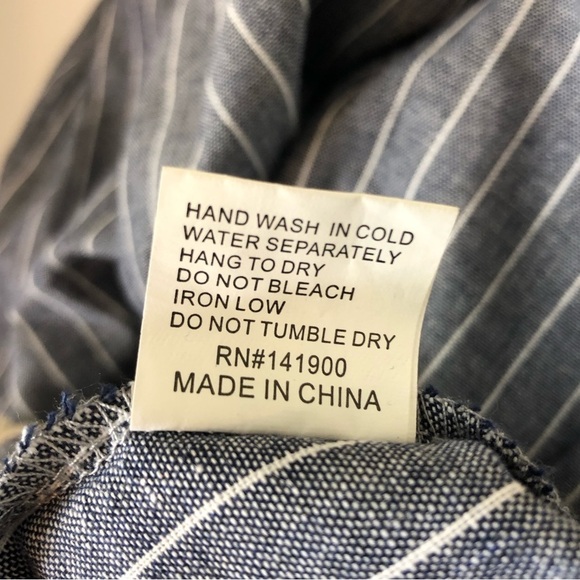 HAND WASH IN COLD
WATER SEPARATELY
HANG TO DRY
DO NOT BLEACH
IRON LOW
DO NOT TUMBLE DRY
RN#141900
MADE IN CHINA